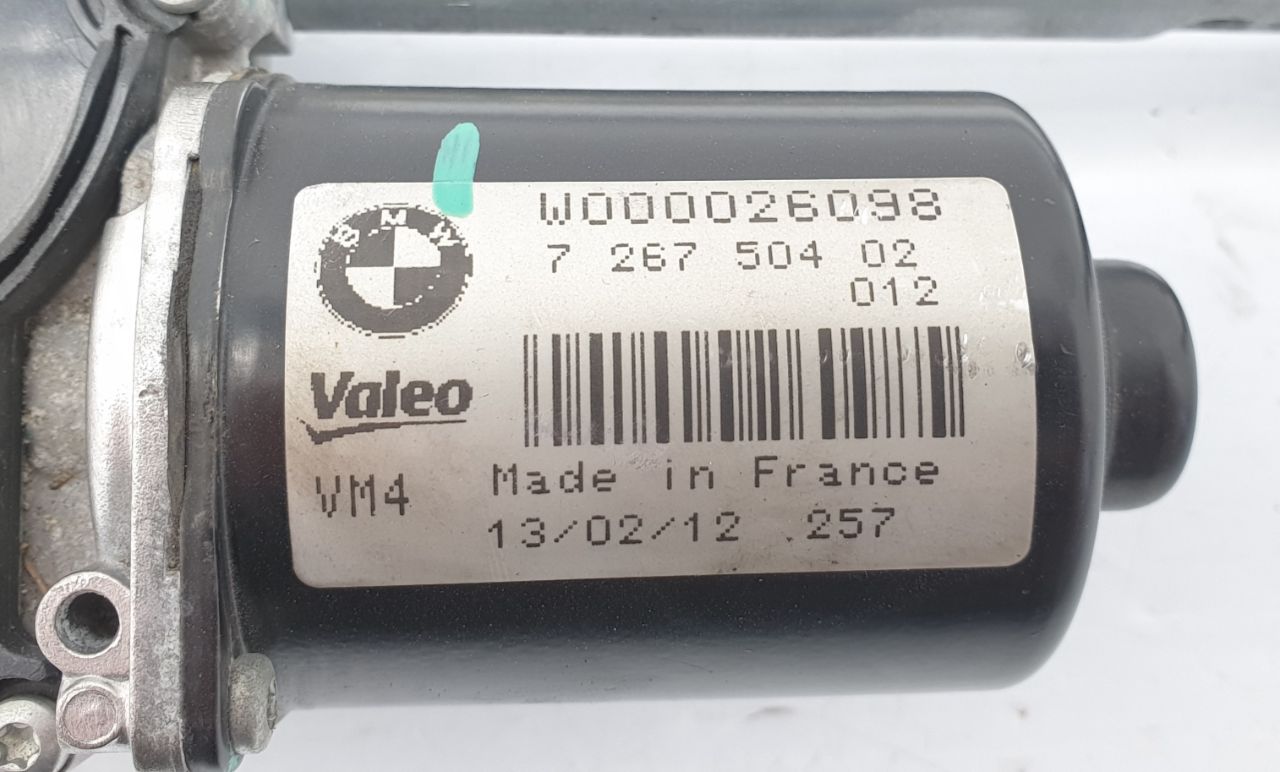 W000026098
BMW
7 267 504 02
012
Valeo
VM4
Made in France
13/02/12 .257